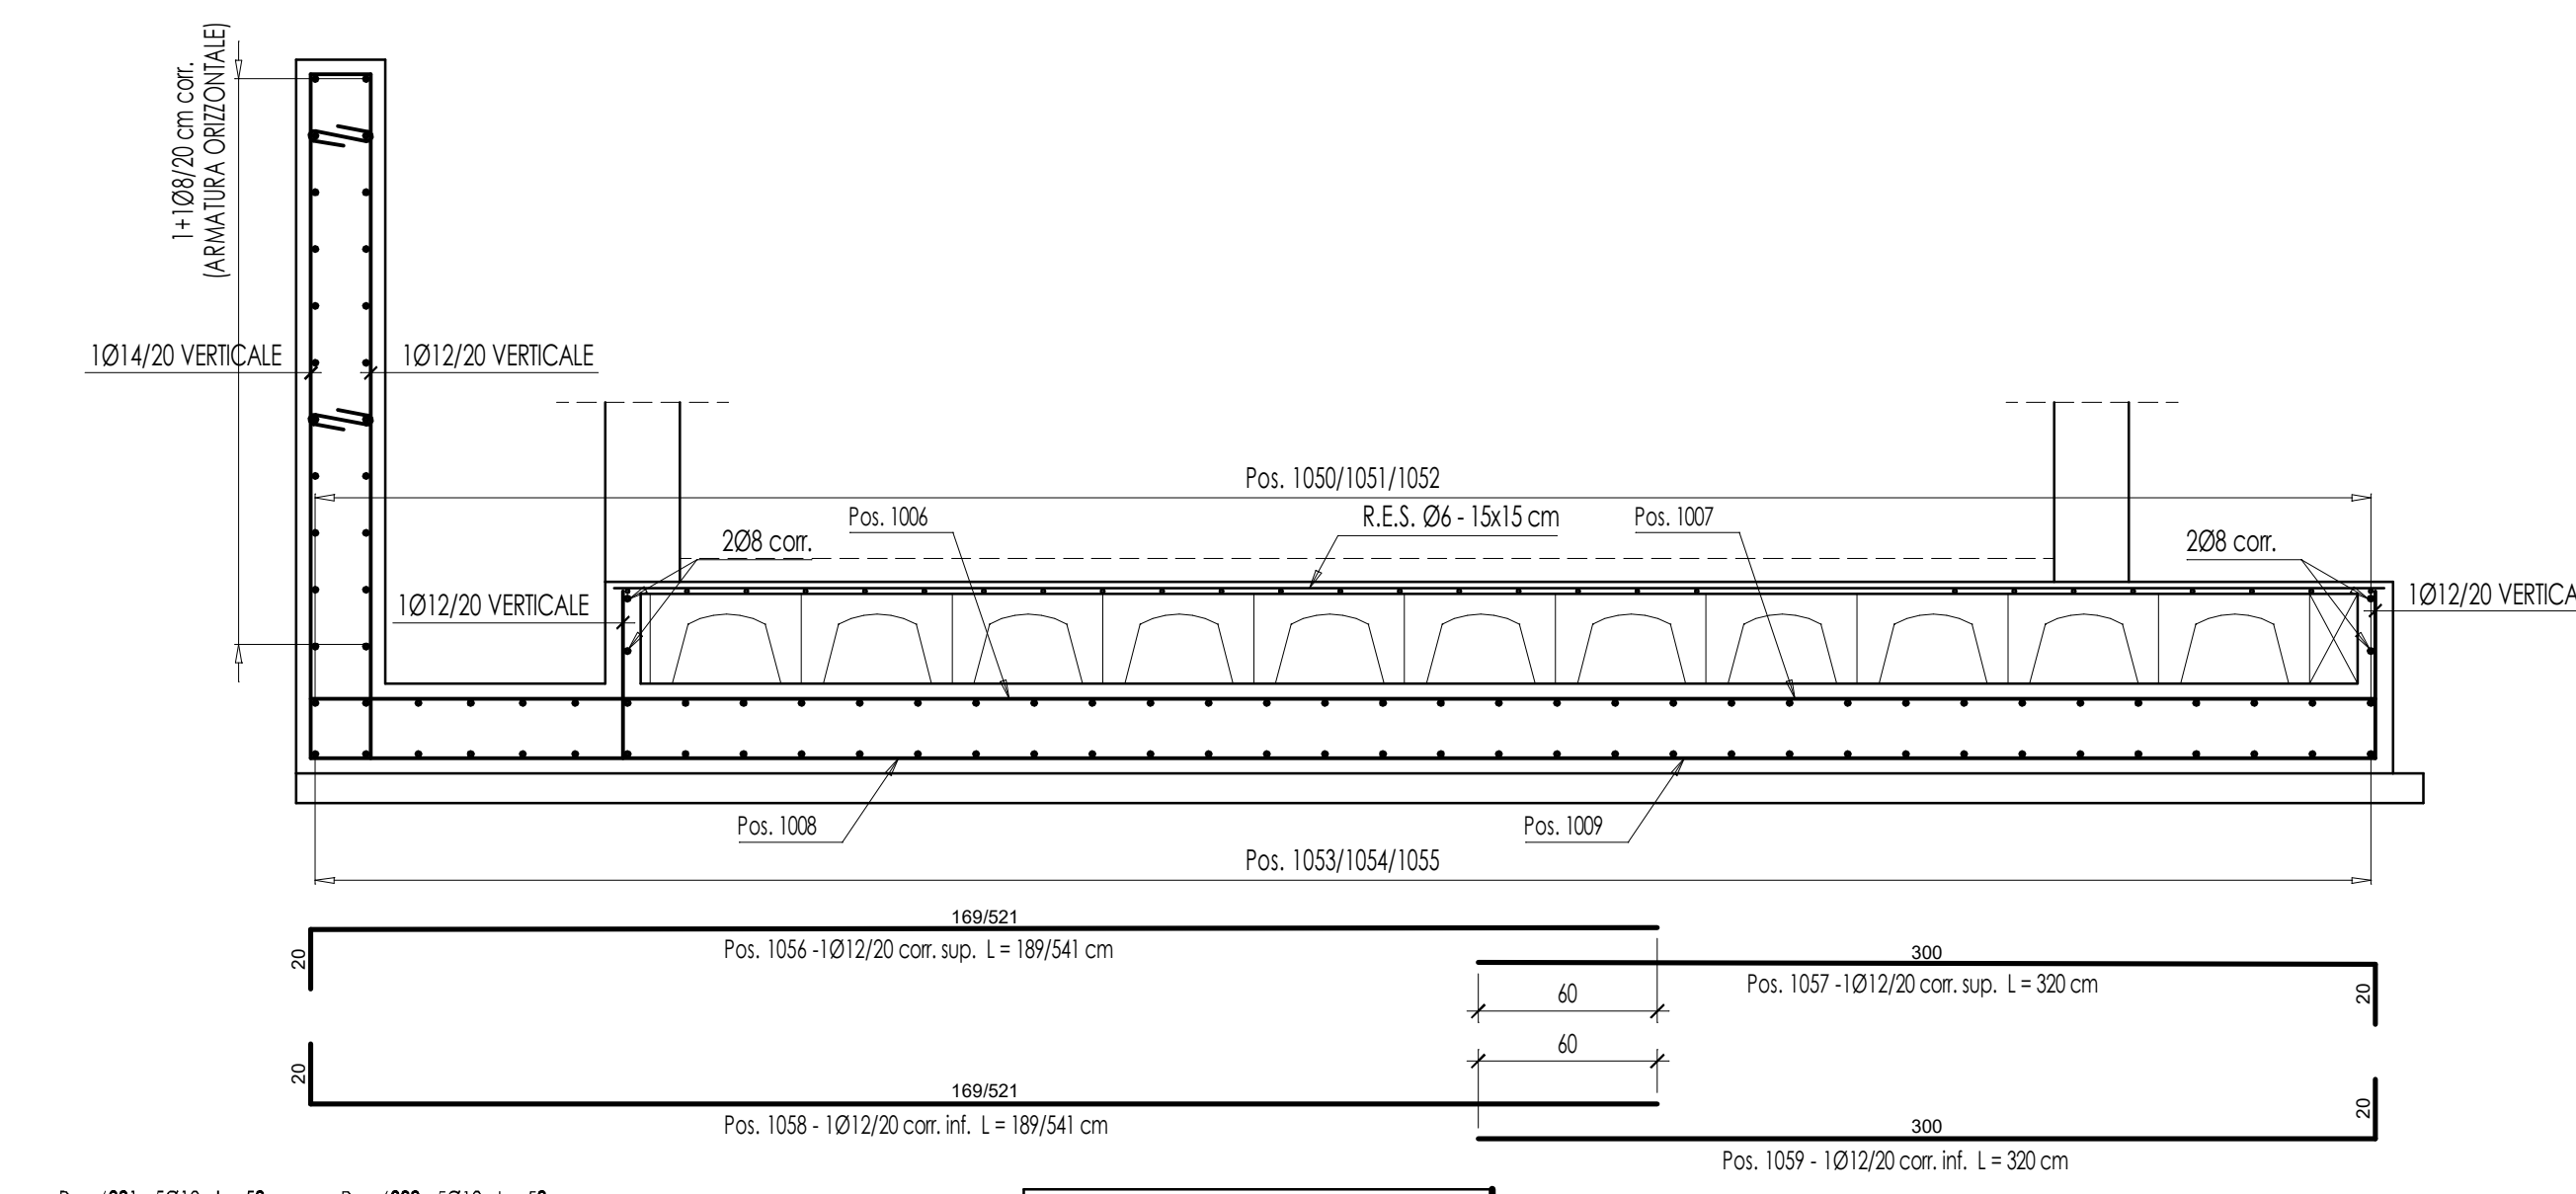 1+1Ø8/20 cm corr.
(ARMATURA ORIZZONTALE)
1Ø14/20 VERTICALE
1Ø12/20 VERTICALE
Pos. 1050/1051/1052
Pos. 1006
R.E.S. Ø6 - 15x15 cm
Pos. 1007
2Ø8 corr.
2Ø8 corr.
1Ø12/20 VERTICALE
1Ø12/20 VERTICA
Pos. 1008
Pos. 1009
Pos. 1053/1054/1055
169/521
20
Pos. 1056 -1Ø12/20 corr. sup. L = 189/541 cm
300
Pos. 1057 -1Ø12/20 corr. sup. L = 320 cm
20
60
60
20
169/521
Pos. 1058 - 1Ø12/20 corr. inf. L = 189/541 cm
20
300
Pos. 1059 - 1Ø12/20 corr. inf. L = 320 cm